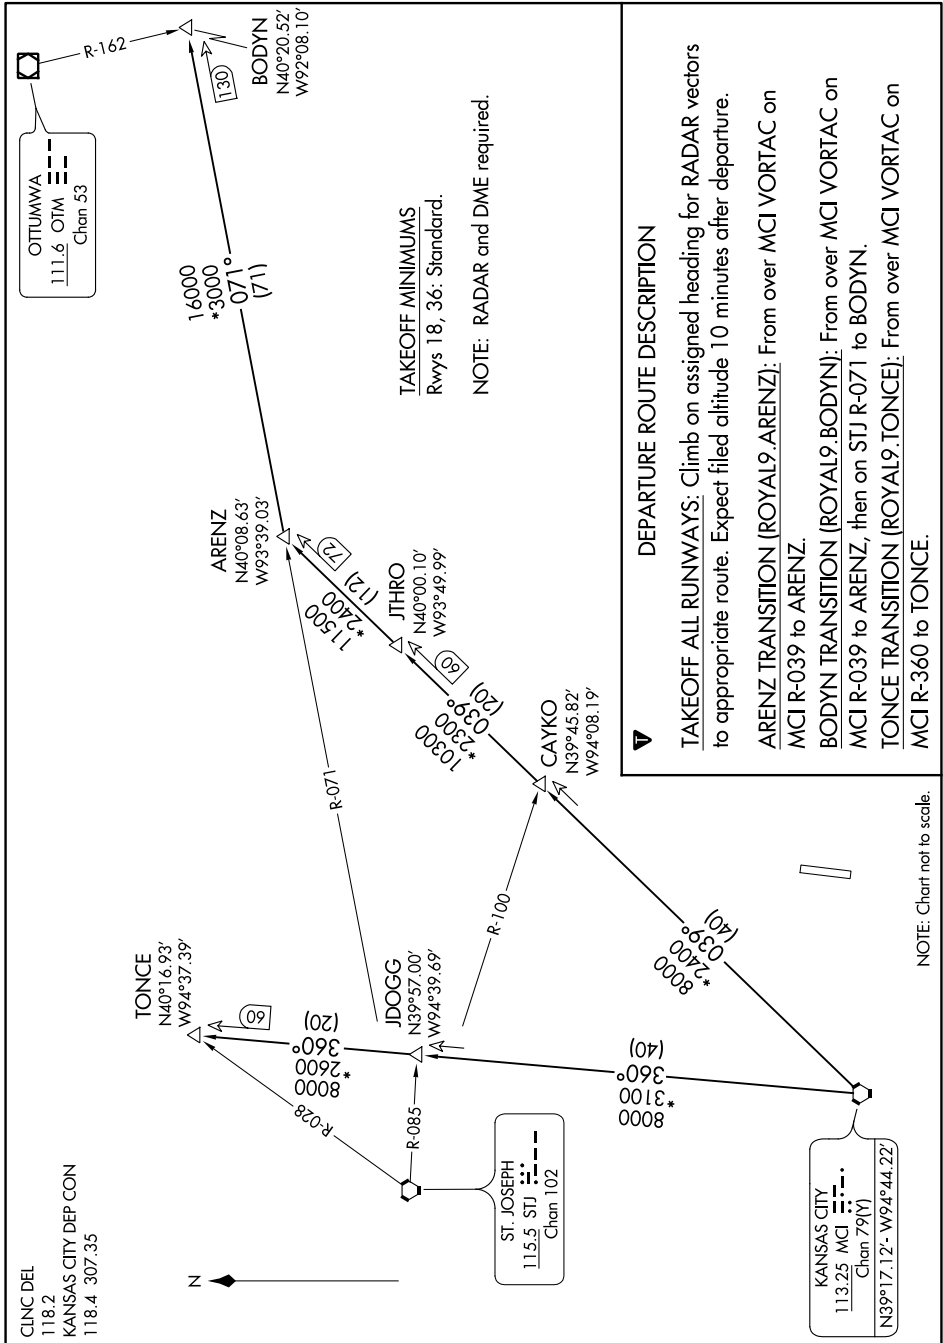 CLNC DEL
118.2
KANSAS CITY DEP CON
118.4 307.35
N
TONCE
N40°16.93'
W94°37.39'
60
8000
*2600
360°
(20)
R-028
ST. JOSEPH
115.5 STJ
Chan 102
R-085
JDOGG
N39°57.00'
W94°39.69'
8000
*3100
360°
(40)
KANSAS CITY
113.25 MCI
Chan 79(Y)
N39°17.12'- W94°44.22'
8000
*2400
039°
(40)
R-100
R-071
CAYKO
N39°45.82'
W94°08.19'
10300
*2300
039°
(20)
60
JTHRO
N40°00.10'
W93°49.99'
11500
*2400
(12)
72
ARENZ
N40°08.63'
W93°39.03'
16000
*3000
071°
(71)
OTTUMWA
111.6 OTM
Chan 53
R-162
130
BODYN
N40°20.52'
W92°08.10'
TAKEOFF MINIMUMS
Rwys 18, 36: Standard.
NOTE: RADAR and DME required.
NOTE: Chart not to scale.
T
DEPARTURE ROUTE DESCRIPTION
TAKEOFF ALL RUNWAYS: Climb on assigned heading for RADAR vectors
to appropriate route. Expect filed altitude 10 minutes after departure.
ARENZ TRANSITION (ROYAL9.ARENZ): From over MCI VORTAC on
MCI R-039 to ARENZ.
BODYN TRANSITION (ROYAL9.BODYN): From over MCI VORTAC on
MCI R-039 to ARENZ, then on STJ R-071 to BODYN.
TONCE TRANSITION (ROYAL9.TONCE): From over MCI VORTAC on
MCI R-360 to TONCE.